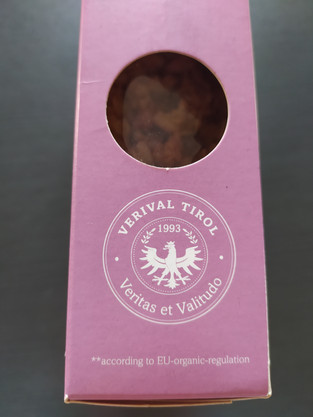 VERIVAL TIROL
1993
Veritas et Valitudo
**according to EU-organic-regulation